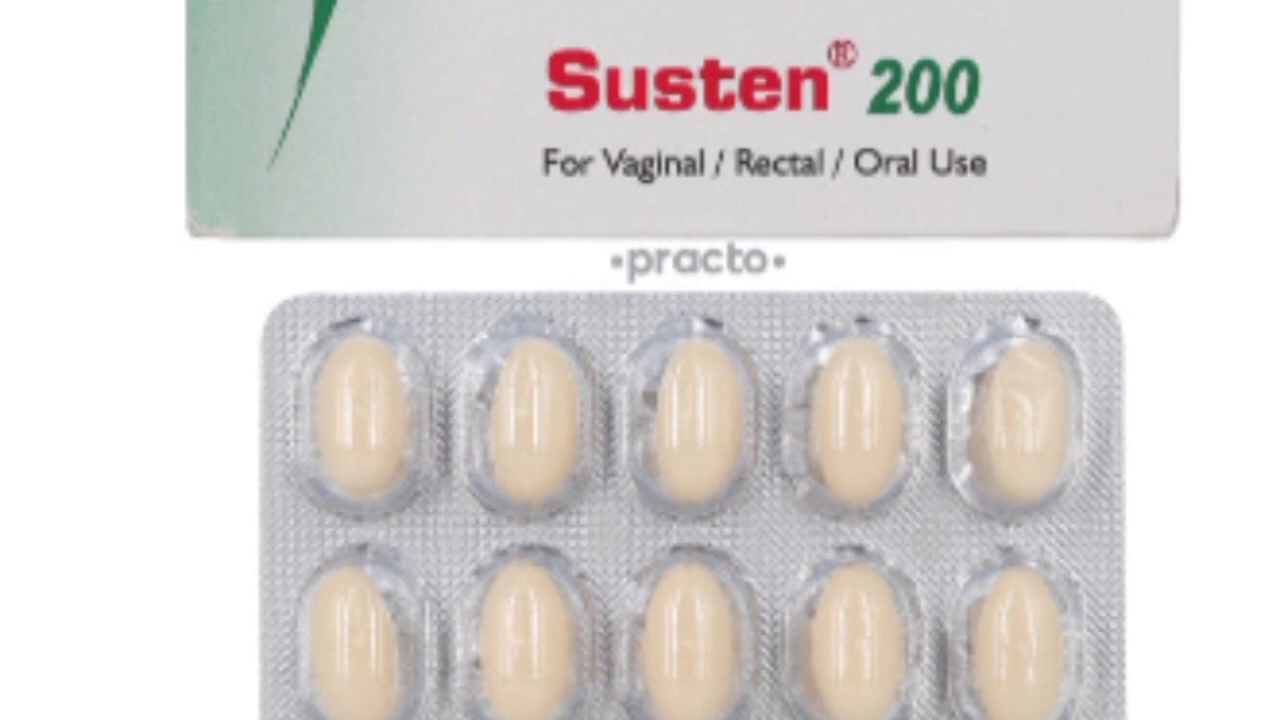 Susten® 200
For Vaginal / Rectal / Oral Use
•practo•